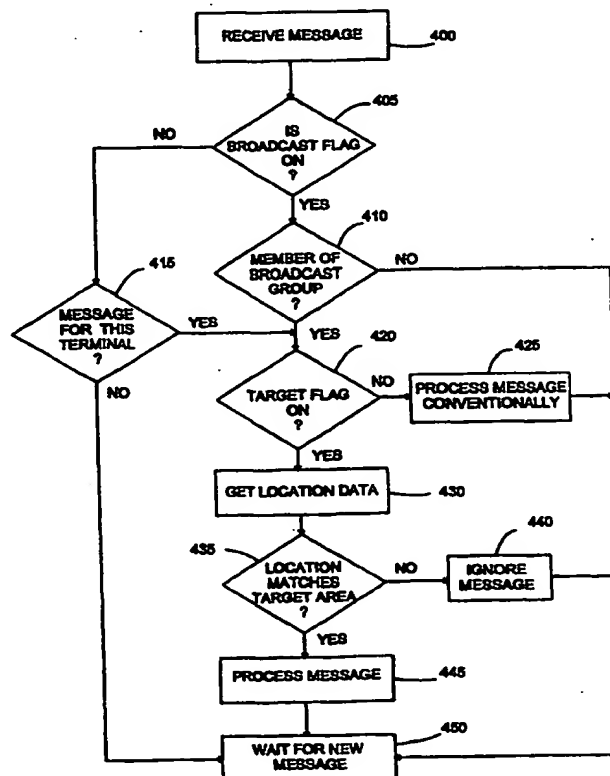 RECEIVE MESSAGE
400
405
NO
IS
BROADCAST FLAG
ON
?
YES
410
MEMBER OF
BROADCAST
GROUP
?
NO
415
MESSAGE
FOR THIS
TERMINAL
?
YES
YES
420
NO
TARGET FLAG
ON
?
NO
425
PROCESS MESSAGE
CONVENTIONALLY
YES
GET LOCATION DATA
430
435
LOCATION
MATCHES
TARGET AREA
?
NO
440
IGNORE
MESSAGE
YES
PROCESS MESSAGE
445
450
WAIT FOR NEW
MESSAGE